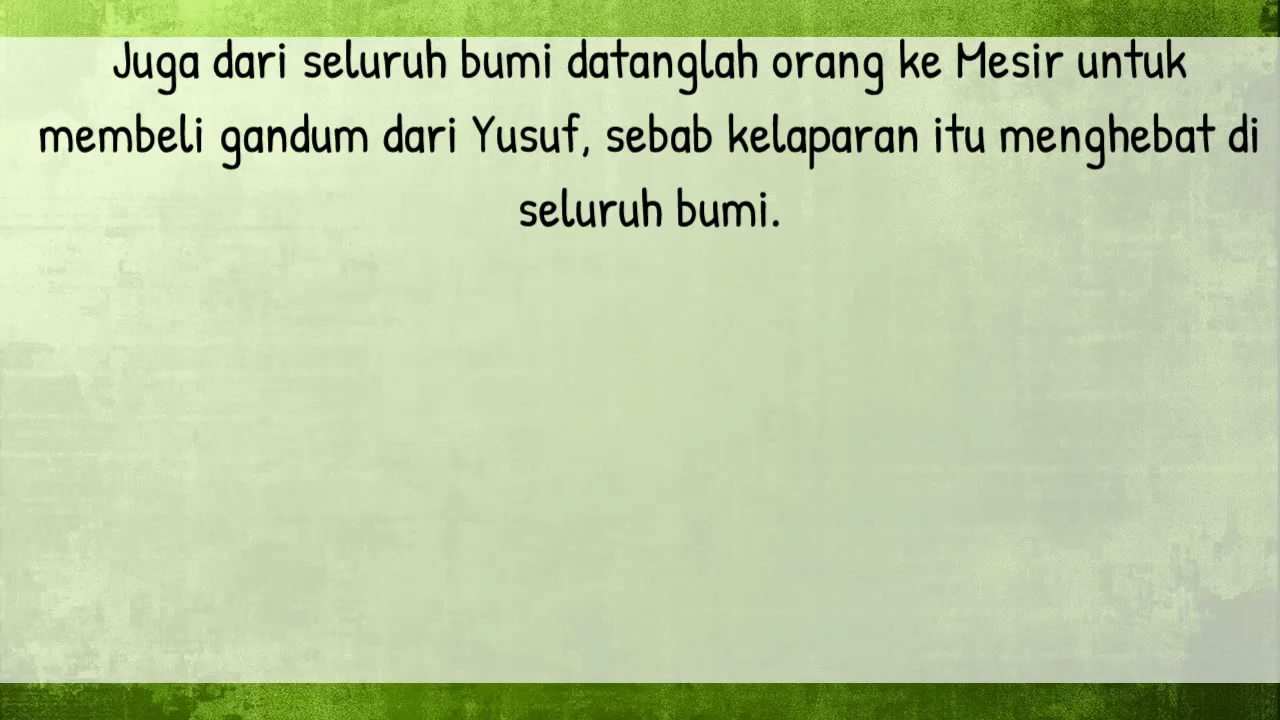 Juga dari seluruh bumi datanglah orang ke Mesir untuk
membeli gandum dari Yusuf, sebab kelaparan itu menghebat di
seluruh bumi.